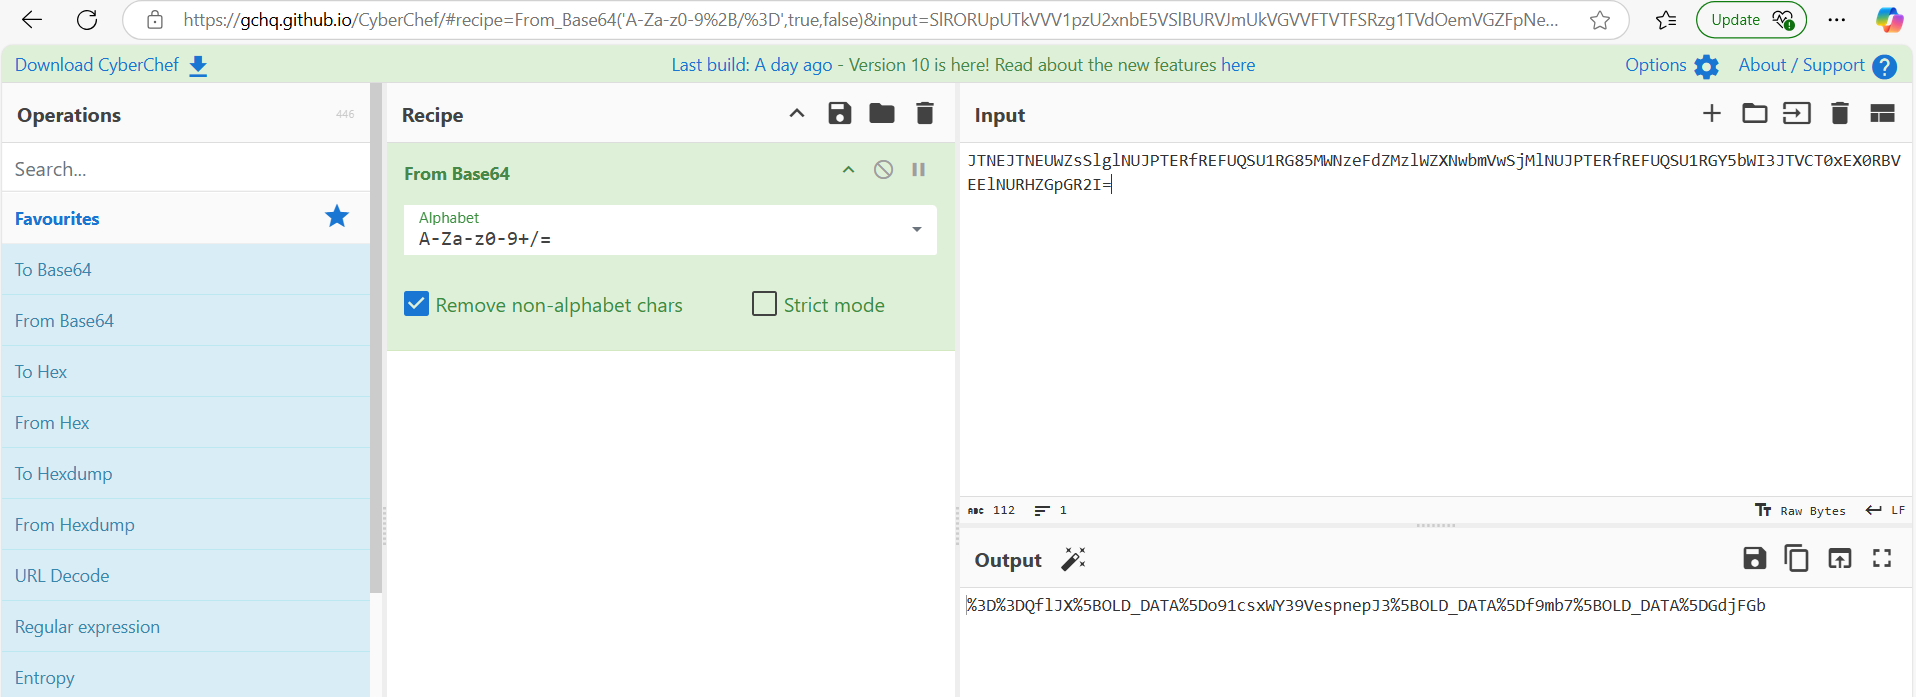 https://gchq.github.io/CyberChef/#recipe=From_Base64('A-Za-z0-9%2B/%3D',true,false)&input=SlRORUpUTkVVV1pzU2xnbE5VSlBURVJmUkVGVVFTVTFSRzg1TVdOemVGZFpNe...
Update
Download CyberChef
Last build: A day ago - Version 10 is here! Read about the new features here
Options
About / Support
Operations
446
Search...
Favourites
To Base64
From Base64
To Hex
From Hex
To Hexdump
From Hexdump
URL Decode
Regular expression
Entropy
Recipe
From Base64
Alphabet
A-Za-z0-9+/=
Remove non-alphabet chars
Strict mode
Input
JTNEJTNEUWZsSlglNUJPTERfREFUQSU1RG85MWNzeFdZMzlWZXNwbmVwSjMlNUJPTERfREFUQSU1RGY5bWI3JTVCT0xEX0RBV
EElNURHZGpGR2I=
ABC 112
1
Raw Bytes
LF
Output
%3D%3DQflJX%5BOLD_DATA%5Do91csxWY39VespnepJ3%5BOLD_DATA%5Df9mb7%5BOLD_DATA%5DGdjFGb